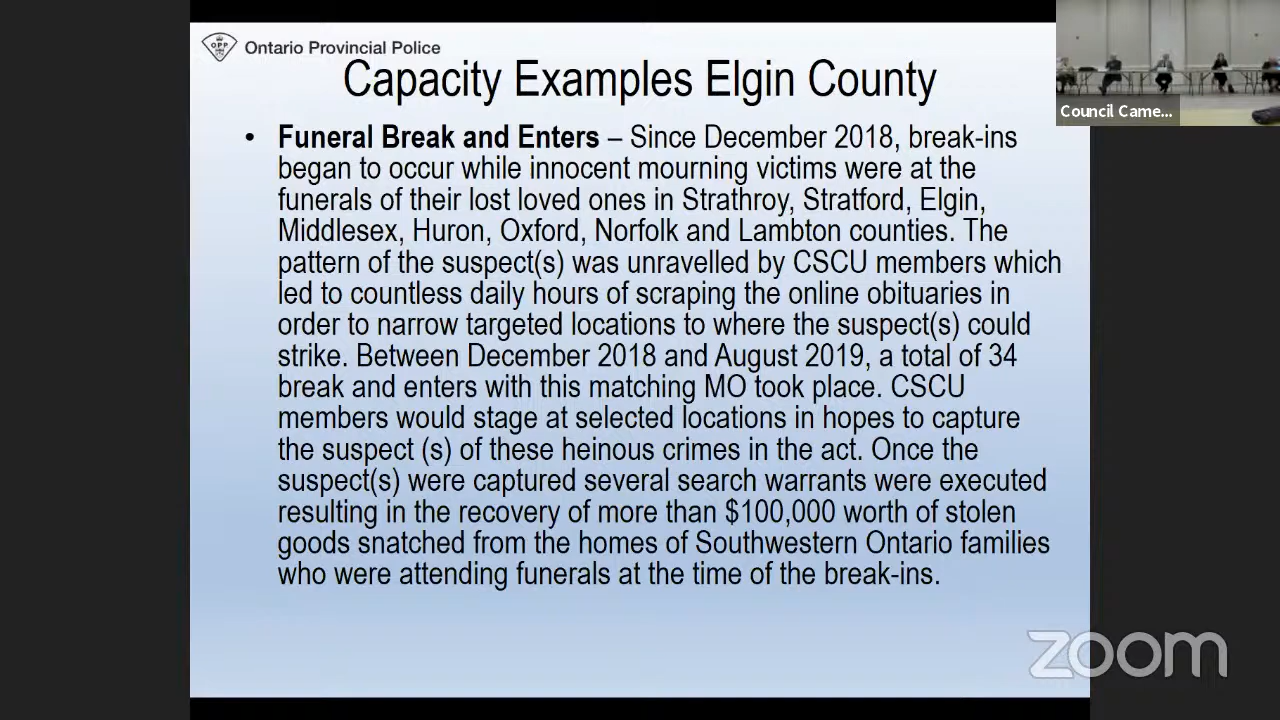 OPP
Ontario Provincial Police
Capacity Examples Elgin County
• Funeral Break and Enters – Since December 2018, break-ins
began to occur while innocent mourning victims were at the
funerals of their lost loved ones in Strathroy, Stratford, Elgin,
Middlesex, Huron, Oxford, Norfolk and Lambton counties. The
pattern of the suspect(s) was unravelled by CSCU members which
led to countless daily hours of scraping the online obituaries in
order to narrow targeted locations to where the suspect(s) could
strike. Between December 2018 and August 2019, a total of 34
break and enters with this matching MO took place. CSCU
members would stage at selected locations in hopes to capture
the suspect (s) of these heinous crimes in the act. Once the
suspect(s) were captured several search warrants were executed
resulting in the recovery of more than $100,000 worth of stolen
goods snatched from the homes of Southwestern Ontario families
who were attending funerals at the time of the break-ins.
Council Came...
zoom